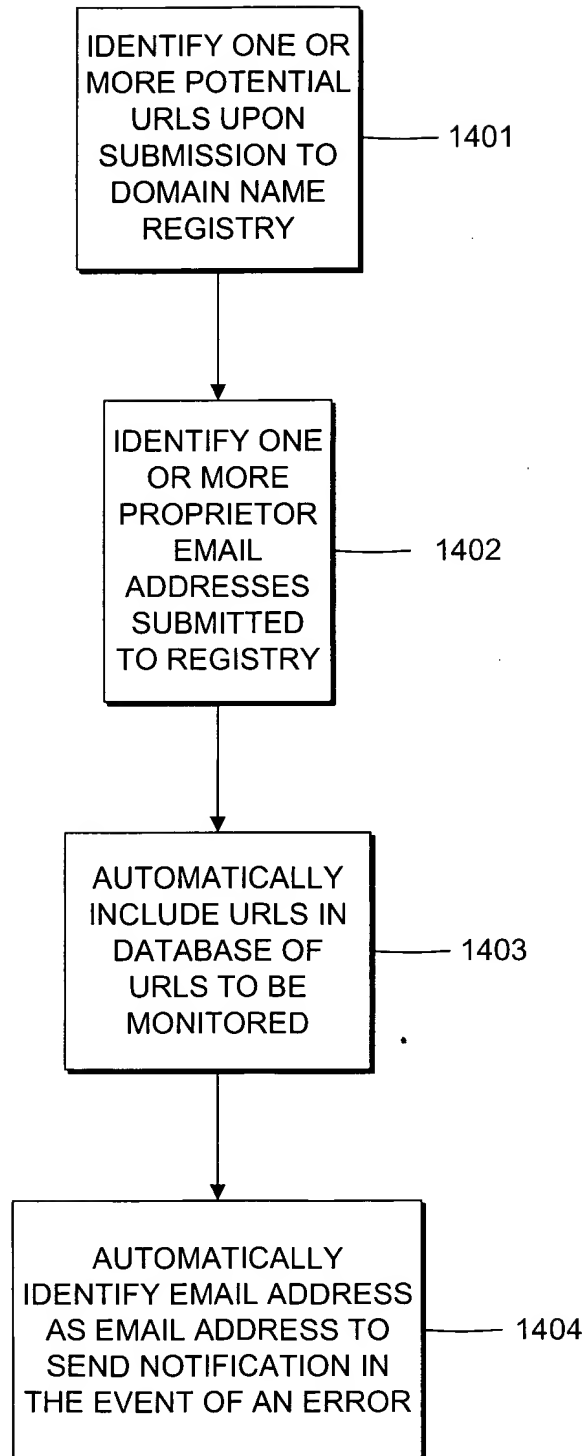 IDENTIFY ONE OR
MORE POTENTIAL
URLS UPON
SUBMISSION TO
DOMAIN NAME
REGISTRY
1401
IDENTIFY ONE
OR MORE
PROPRIETOR
EMAIL
ADDRESSES
SUBMITTED
TO REGISTRY
1402
AUTOMATICALLY
INCLUDE URLS IN
DATABASE OF
URLS TO BE
MONITORED
1403
AUTOMATICALLY
IDENTIFY EMAIL ADDRESS
AS EMAIL ADDRESS TO
SEND NOTIFICATION IN
THE EVENT OF AN ERROR
1404